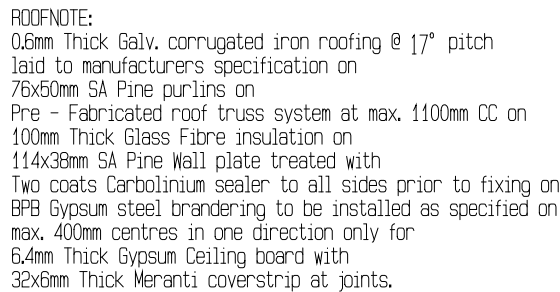 ROOFNOTE:
0.6mm Thick Galv. corrugated iron roofing @ 17° pitch
laid to manufacturers specification on
76x50mm SA Pine purlins on
Pre - Fabricated roof truss system at max. 1100mm CC on
100mm Thick Glass Fibre insulation on
114x38mm SA Pine Wall plate treated with
Two coats Carbolinium sealer to all sides prior to fixing on
BPB Gypsum steel brandering to be installed as specified on
max. 400mm centres in one direction only for
6.4mm Thick Gypsum Ceiling board with
32x6mm Thick Meranti coverstrip at joints.